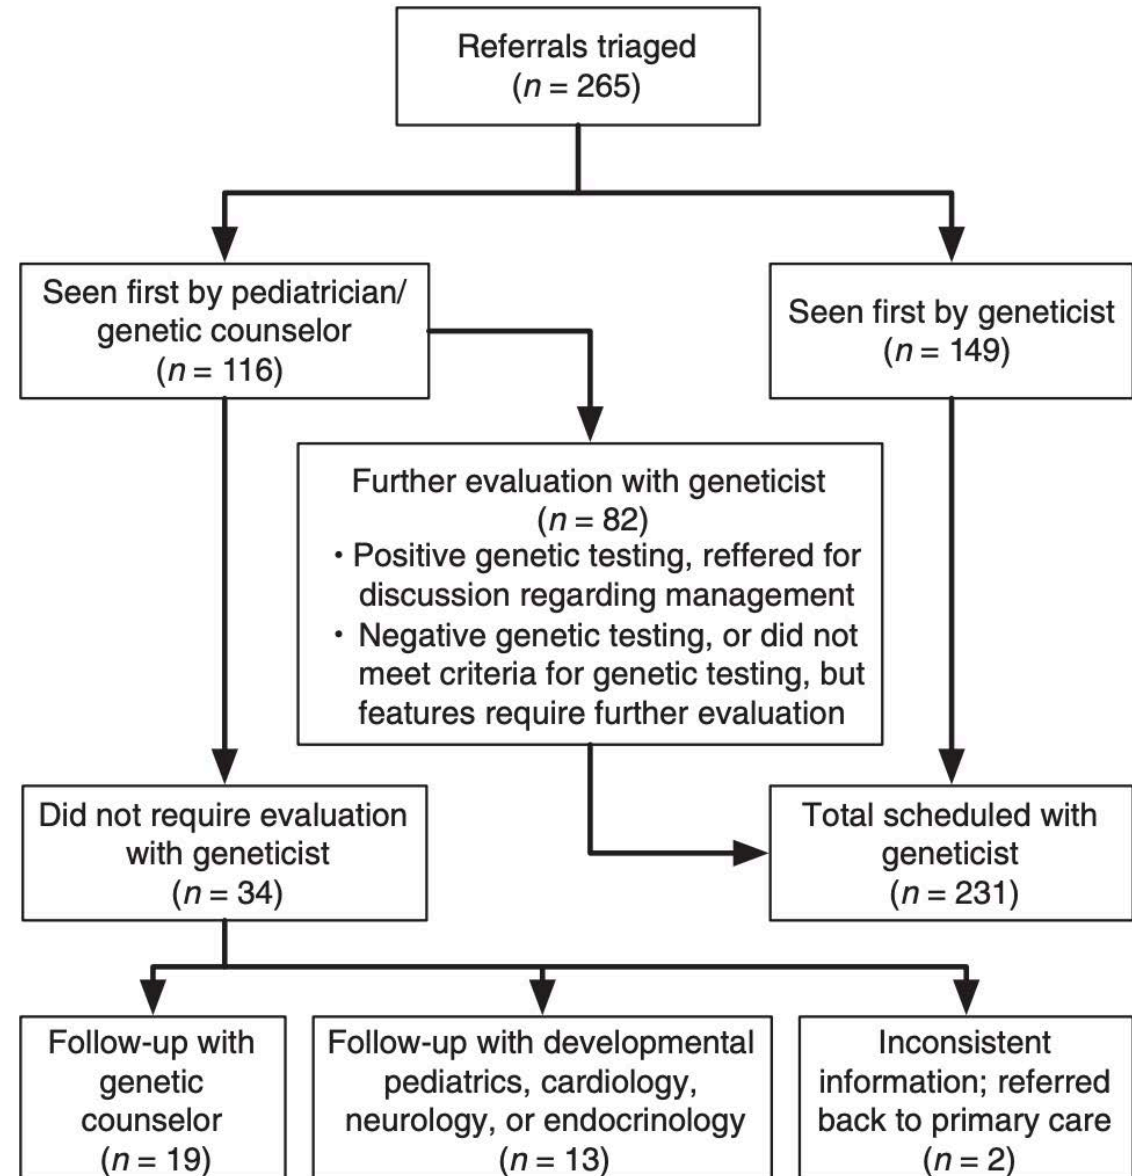 Referrals triaged
(n = 265)
Seen first by pediatrician/
genetic counselor
(n = 116)
Seen first by geneticist
(n = 149)
Further evaluation with geneticist
(n = 82)
• Positive genetic testing, reffered for
discussion regarding management
• Negative genetic testing, or did not
meet criteria for genetic testing, but
features require further evaluation
Did not require evaluation
with geneticist
(n = 34)
Total scheduled with
geneticist
(n = 231)
Follow-up with
genetic
counselor
(n = 19)
Follow-up with developmental
pediatrics, cardiology,
neurology, or endocrinology
(n = 13)
Inconsistent
information; referred
back to primary care
(n = 2)